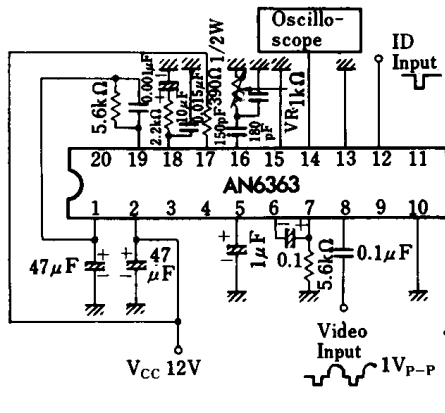 Oscillo-
scope
ID
Input
5.6kΩ
0.001μF
2.2kΩ
10μF
0.015μF
390Ω 1/2W
150pF
180
pF
VR
1kΩ
20 19 18 17 16 15 14 13 12 11
AN6363
1 2 3 4 5 6 7 8 9 10
47μF
+
−
+
−
47
μF
+
−
1μF
−
+
0.1
5.6kΩ
0.1μF
VCC 12V
Video
Input
1VP-P